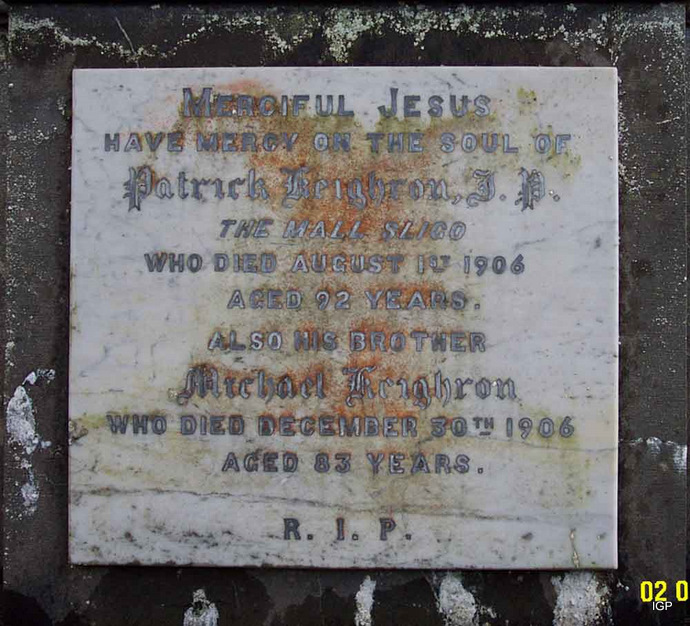 MERCIFUL JESUS
HAVE MERCY ON THE SOUL OF
Patrick Keighron, J. P.
THE MALL SLIGO
WHO DIED AUGUST 1ST 1906
AGED 92 YEARS.
ALSO HIS BROTHER
Michael Keighron
WHO DIED DECEMBER 30TH 1906
AGED 83 YEARS.
R. I. P.
02 0
IGP